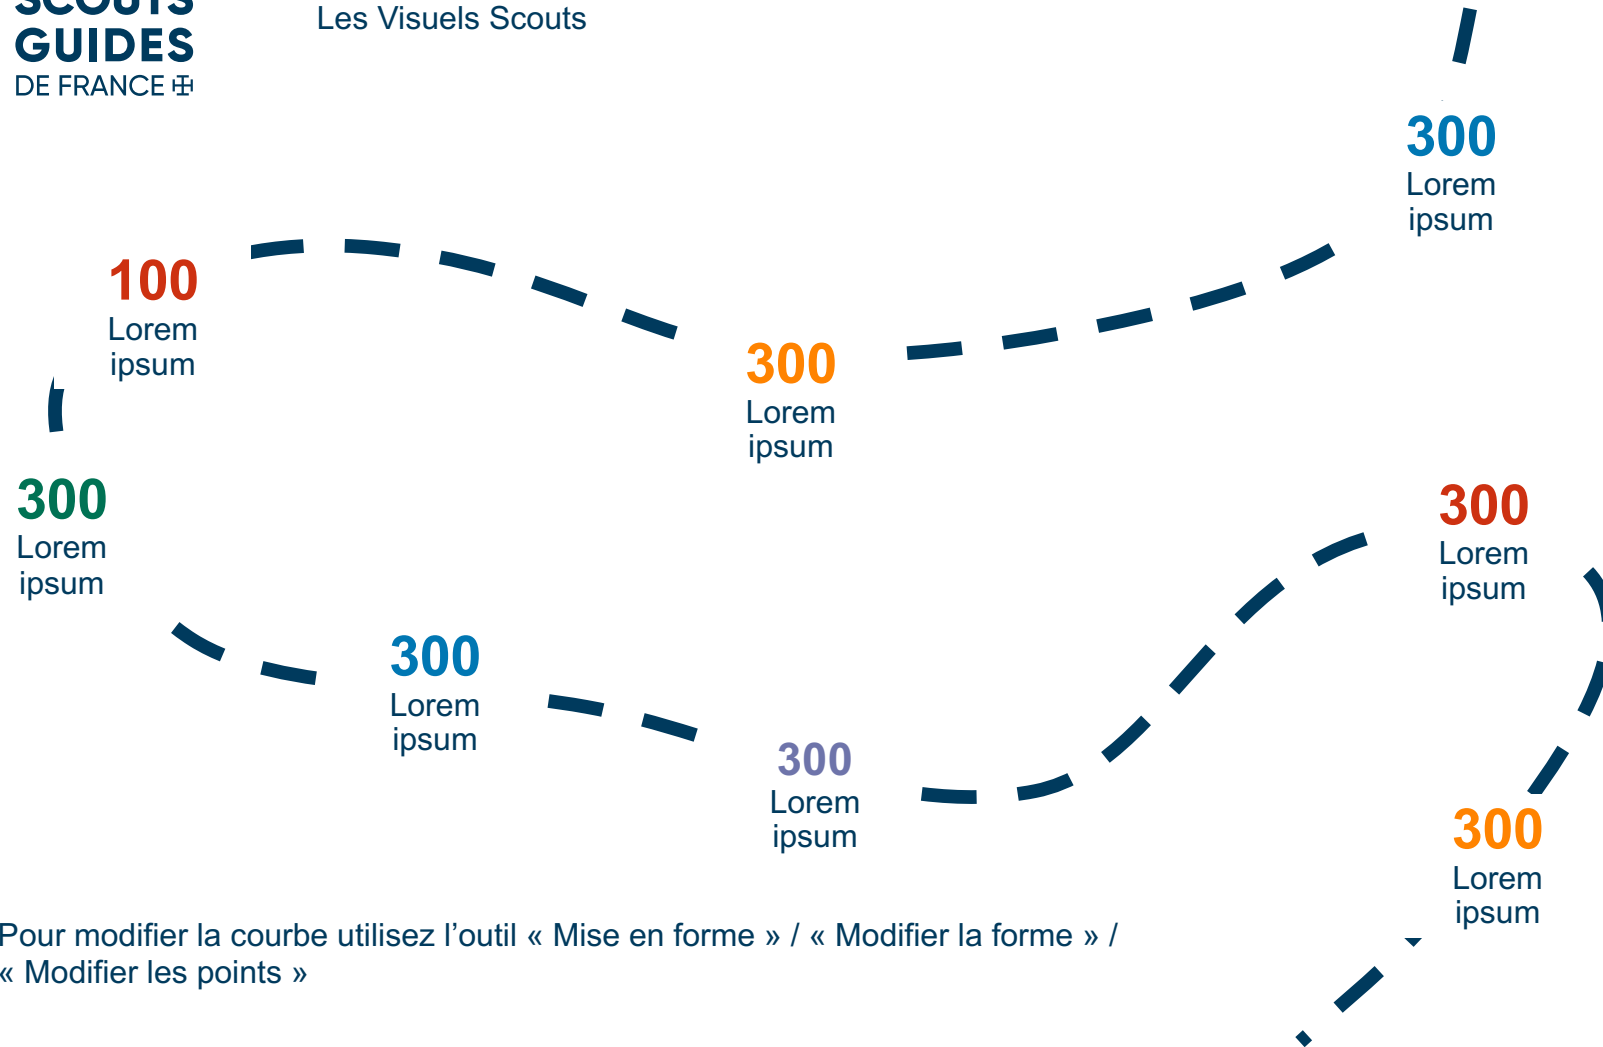 SCOUTS
GUIDES
DE FRANCE
Les Visuels Scouts
300
Lorem
ipsum
100
Lorem
ipsum
300
Lorem
ipsum
300
Lorem
ipsum
300
Lorem
ipsum
300
Lorem
ipsum
300
Lorem
ipsum
300
Lorem
ipsum
Pour modifier la courbe utilisez l’outil « Mise en forme » / « Modifier la forme » /
« Modifier les points »